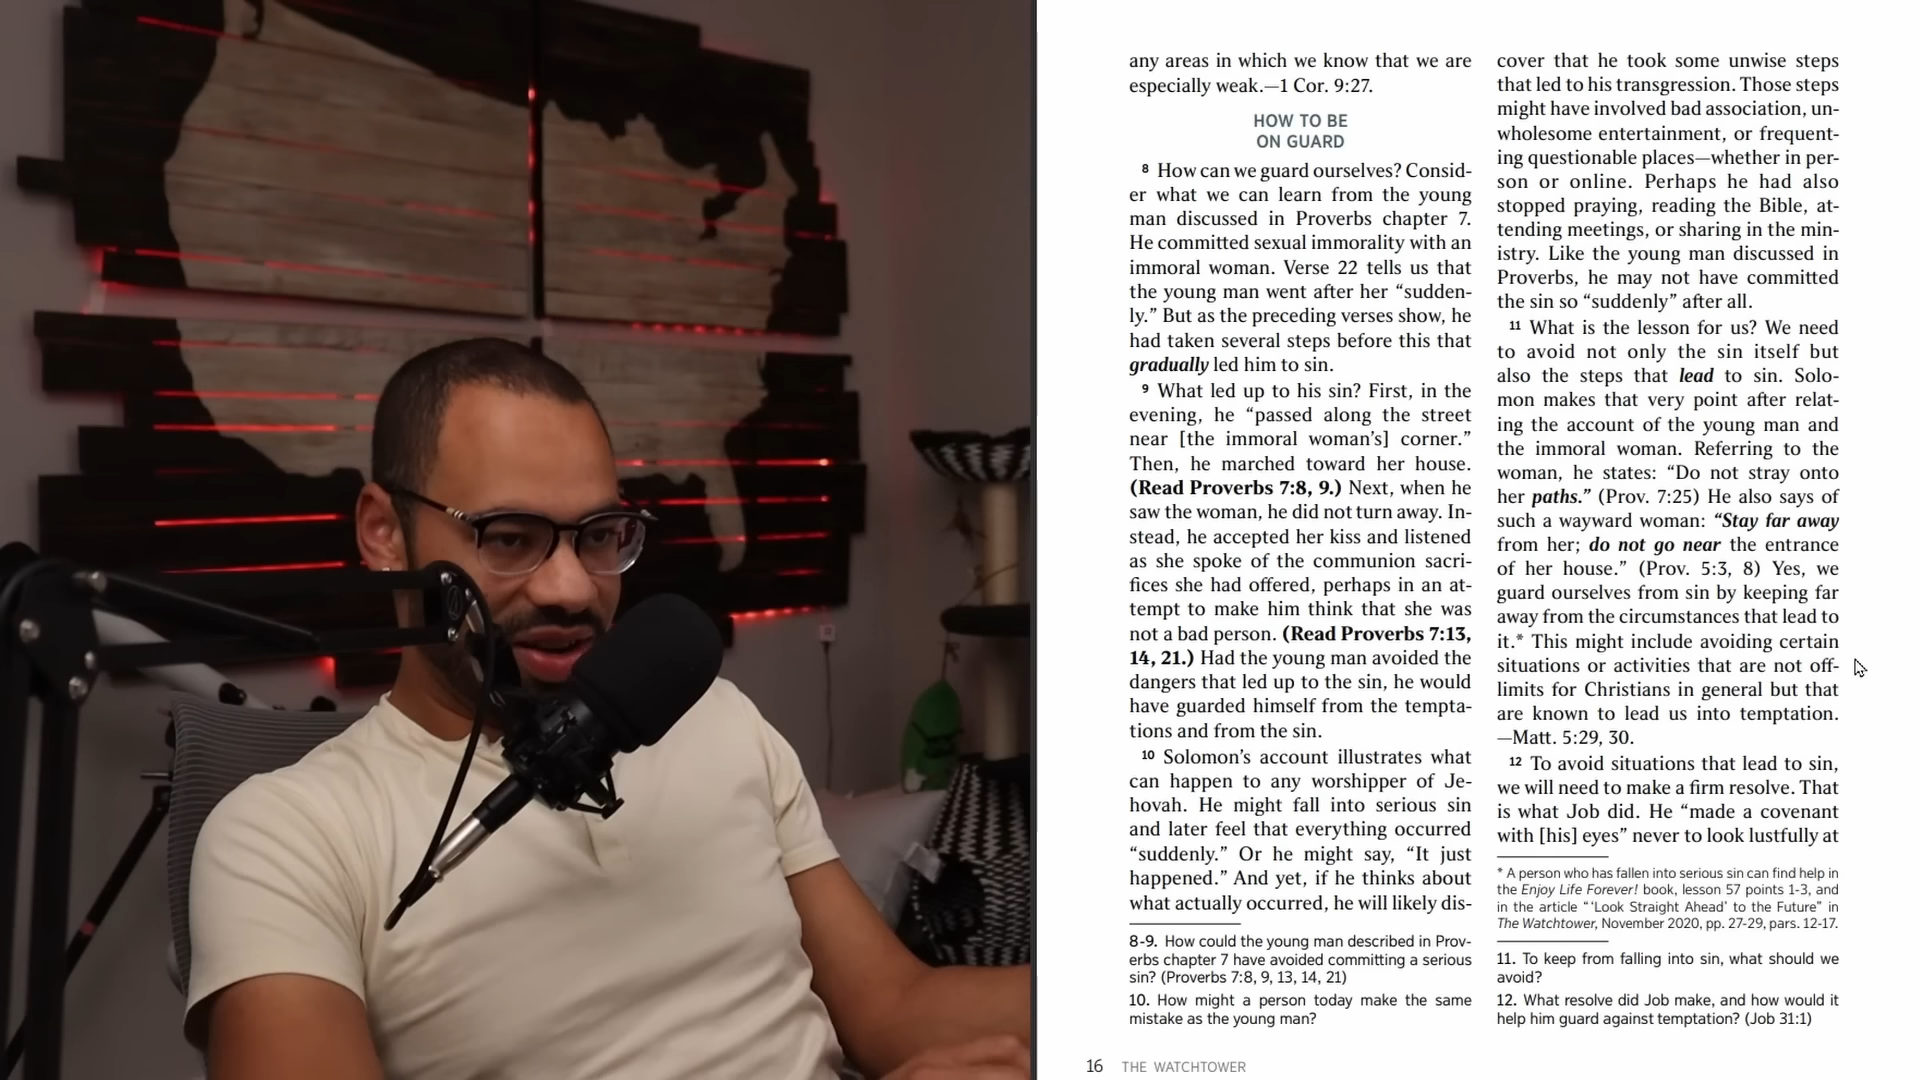 any areas in which we know that we are
especially weak.—1 Cor. 9:27.
HOW TO BE
ON GUARD
8 How can we guard ourselves? Consid-
er what we can learn from the young
man discussed in Proverbs chapter 7.
He committed sexual immorality with an
immoral woman. Verse 22 tells us that
the young man went after her “sudden-
ly.” But as the preceding verses show, he
had taken several steps before this that
gradually led him to sin.
9 What led up to his sin? First, in the
evening, he “passed along the street
near [the immoral woman’s] corner.”
Then, he marched toward her house.
(Read Proverbs 7:8, 9.) Next, when he
saw the woman, he did not turn away. In-
stead, he accepted her kiss and listened
as she spoke of the communion sacri-
fices she had offered, perhaps in an at-
tempt to make him think that she was
not a bad person. (Read Proverbs 7:13,
14, 21.) Had the young man avoided the
dangers that led up to the sin, he would
have guarded himself from the tempta-
tions and from the sin.
10 Solomon’s account illustrates what
can happen to any worshipper of Je-
hovah. He might fall into serious sin
and later feel that everything occurred
“suddenly.” Or he might say, “It just
happened.” And yet, if he thinks about
what actually occurred, he will likely dis-
8-9. How could the young man described in Prov-
erbs chapter 7 have avoided committing a serious
sin? (Proverbs 7:8, 9, 13, 14, 21)
10. How might a person today make the same
mistake as the young man?
cover that he took some unwise steps
that led to his transgression. Those steps
might have involved bad association, un-
wholesome entertainment, or frequent-
ing questionable places—whether in per-
son or online. Perhaps he had also
stopped praying, reading the Bible, at-
tending meetings, or sharing in the min-
istry. Like the young man discussed in
Proverbs, he may not have committed
the sin so “suddenly” after all.
11 What is the lesson for us? We need
to avoid not only the sin itself but
also the steps that lead to sin. Solo-
mon makes that very point after relat-
ing the account of the young man and
the immoral woman. Referring to the
woman, he states: “Do not stray onto
her paths.” (Prov. 7:25) He also says of
such a wayward woman: “Stay far away
from her; do not go near the entrance
of her house.” (Prov. 5:3, 8) Yes, we
guard ourselves from sin by keeping far
away from the circumstances that lead to
it.* This might include avoiding certain
situations or activities that are not off-
limits for Christians in general but that
are known to lead us into temptation.
—Matt. 5:29, 30.
12 To avoid situations that lead to sin,
we will need to make a firm resolve. That
is what Job did. He “made a covenant
with [his] eyes” never to look lustfully at
* A person who has fallen into serious sin can find help in
the Enjoy Life Forever! book, lesson 57 points 1-3, and
in the article “‘Look Straight Ahead’ to the Future” in
The Watchtower, November 2020, pp. 27-29, pars. 12-17.
11. To keep from falling into sin, what should we
avoid?
12. What resolve did Job make, and how would it
help him guard against temptation? (Job 31:1)
16 THE WATCHTOWER